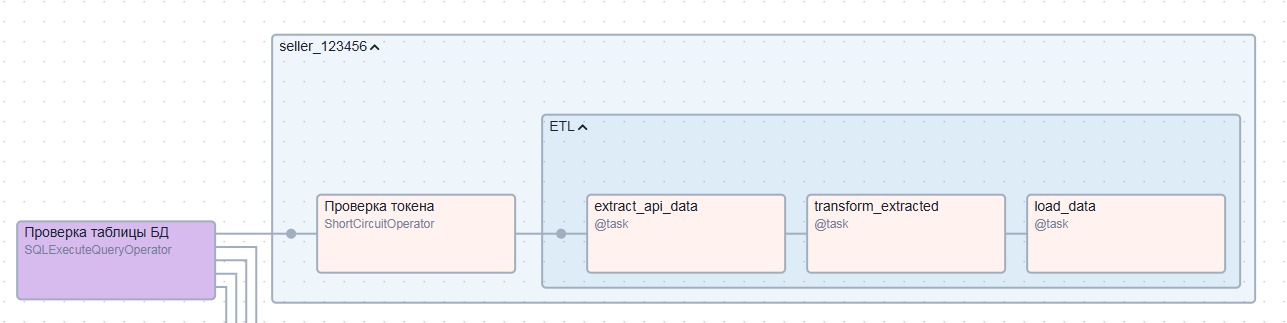 seller_123456
ETL
Проверка таблицы БД
SQLExecuteQueryOperator
Проверка токена
ShortCircuitOperator
extract_api_data
@task
transform_extracted
@task
load_data
@task